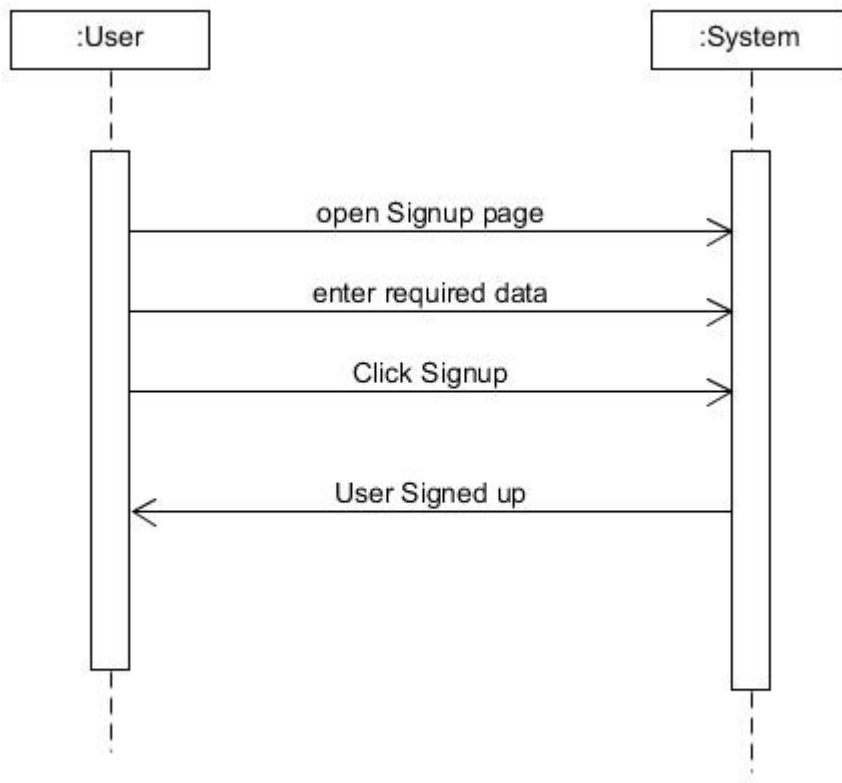 :User
:System
open Signup page
enter required data
Click Signup
User Signed up